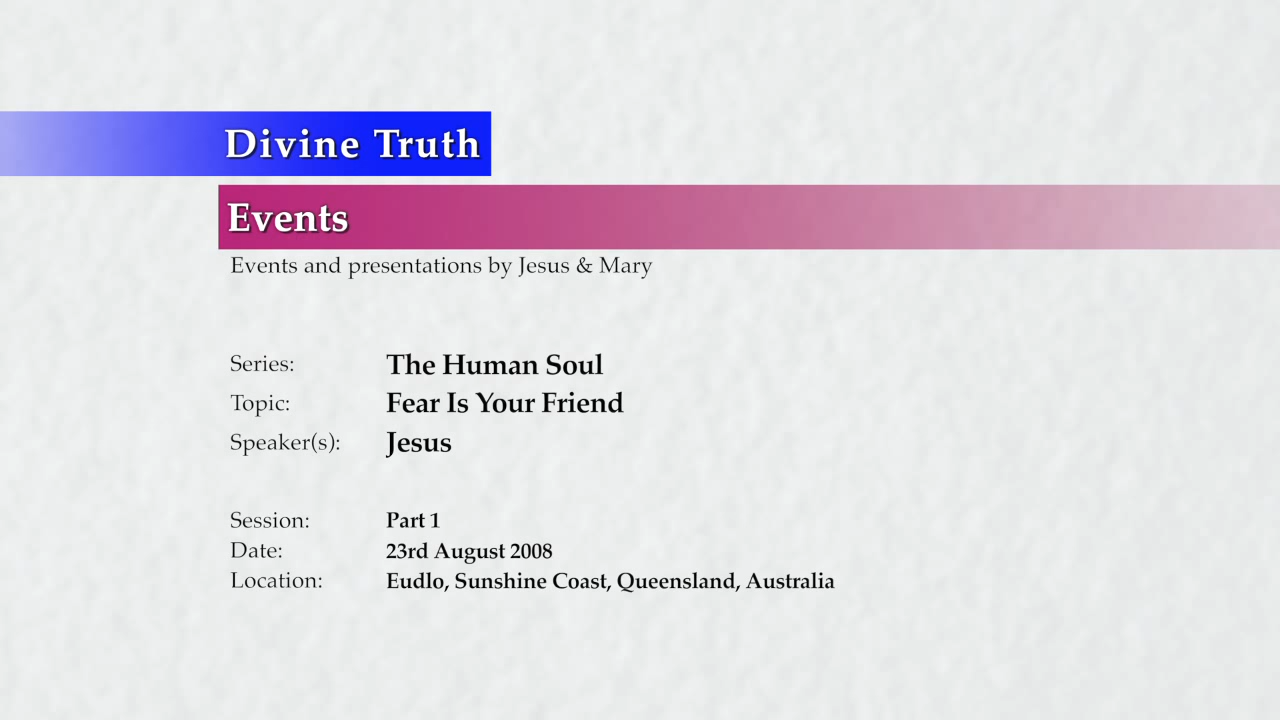 Divine Truth
Events
Events and presentations by Jesus & Mary
Series: The Human Soul
Topic: Fear Is Your Friend
Speaker(s): Jesus
Session: Part 1
Date: 23rd August 2008
Location: Eudlo, Sunshine Coast, Queensland, Australia